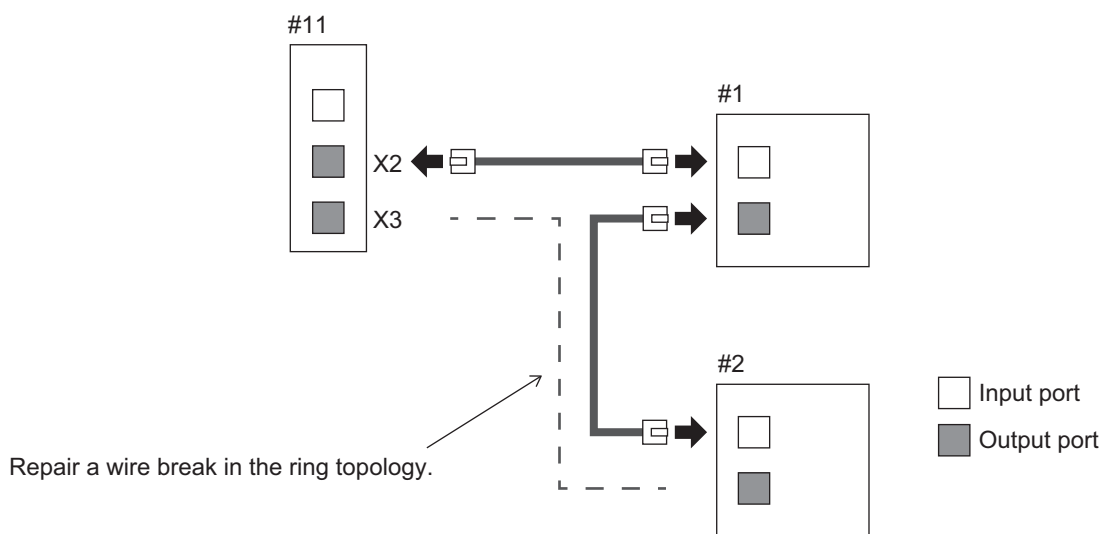 #11
#1
X2
X3
#2
Input port
Output port
Repair a wire break in the ring topology.